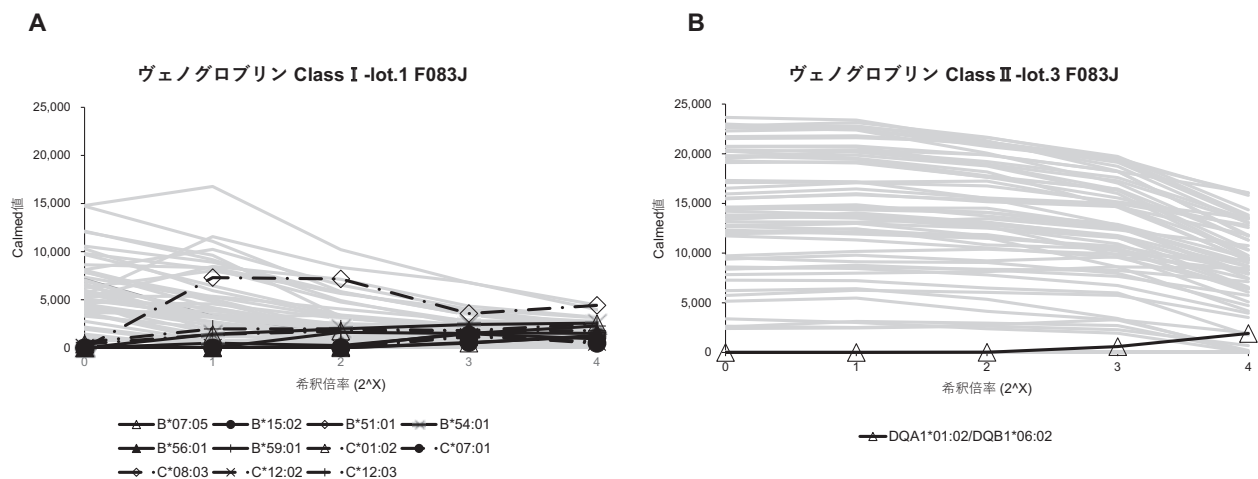 A
ヴェノグロブリン Class Ⅰ -lot.1 F083J
25,000
20,000
15,000
10,000
5,000
0
Calmed値
0 1 2 3 4
希釈倍率 (2^X)
B*07:05 B*15:02 B*51:01 B*54:01
B*56:01 B*59:01 C*01:02 C*07:01
C*08:03 C*12:02 C*12:03
B
ヴェノグロブリン Class Ⅱ -lot.3 F083J
25,000
20,000
15,000
10,000
5,000
0
Calmed値
0 1 2 3 4
希釈倍率 (2^X)
DQA1*01:02/DQB1*06:02